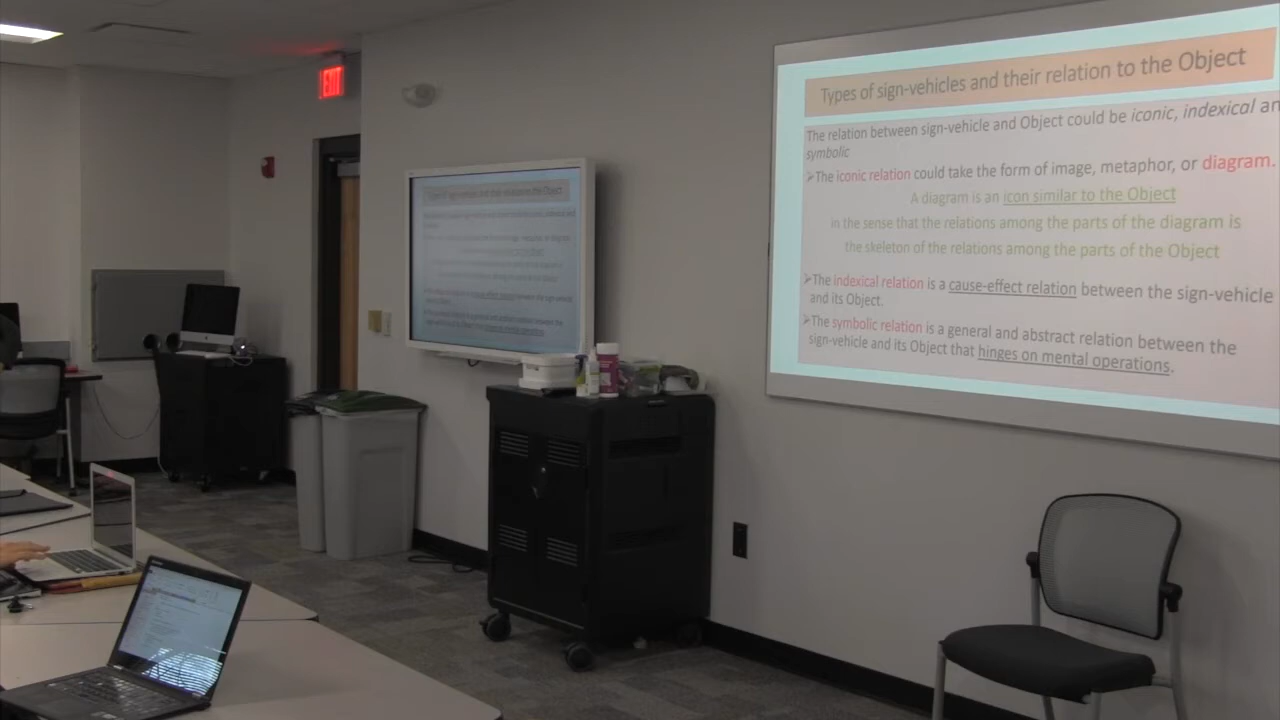 EXIT
Types of sign-vehicles and their relation to the Object
The relation between sign-vehicle and Object could be iconic, indexical an
symbolic
➢The iconic relation could take the form of image, metaphor, or diagram.
A diagram is an icon similar to the Object
in the sense that the relations among the parts of the diagram is
the skeleton of the relations among the parts of the Object
➢The indexical relation is a cause-effect relation between the sign-vehicle
and its Object.
➢The symbolic relation is a general and abstract relation between the
sign-vehicle and its Object that hinges on mental operations.